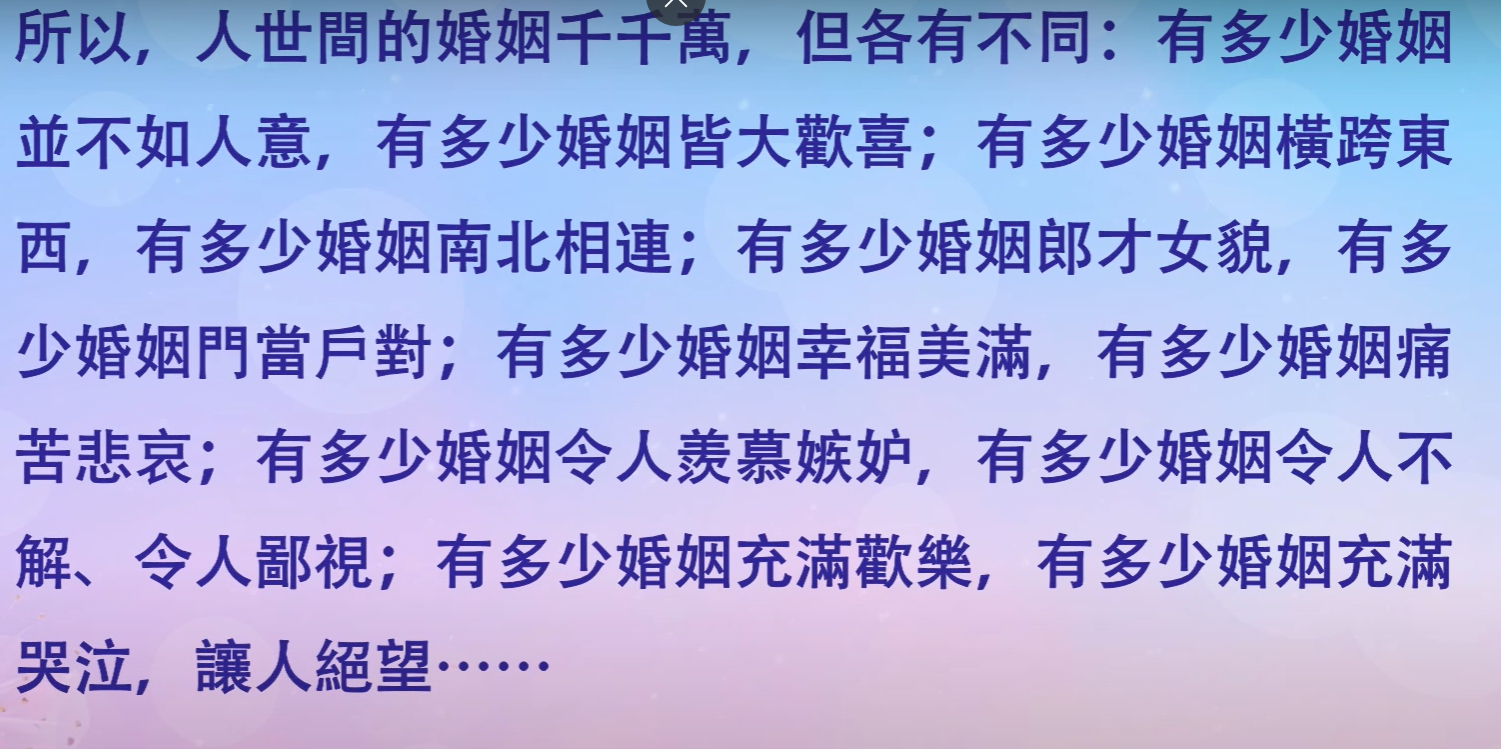 所以，人世間的婚姻千千萬，但各有不同：有多少婚姻
並不如人意，有多少婚姻皆大歡喜；有多少婚姻橫跨東
西，有多少婚姻南北相連；有多少婚姻郎才女貌，有多
少婚姻門當戶對；有多少婚姻幸福美滿，有多少婚姻痛
苦悲哀；有多少婚姻令人羨慕嫉妒，有多少婚姻令人不
解、令人鄙視；有多少婚姻充滿歡樂，有多少婚姻充滿
哭泣，讓人絕望……